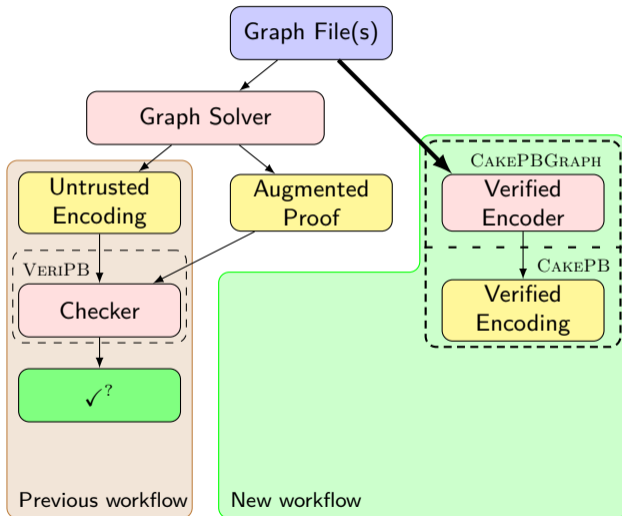 Graph File(s)
Graph Solver
CAKEPBGRAPH
Untrusted
Encoding
Augmented
Proof
Verified
Encoder
VERIPB
CAKEPB
Checker
Verified
Encoding
✓?
Previous workflow
New workflow